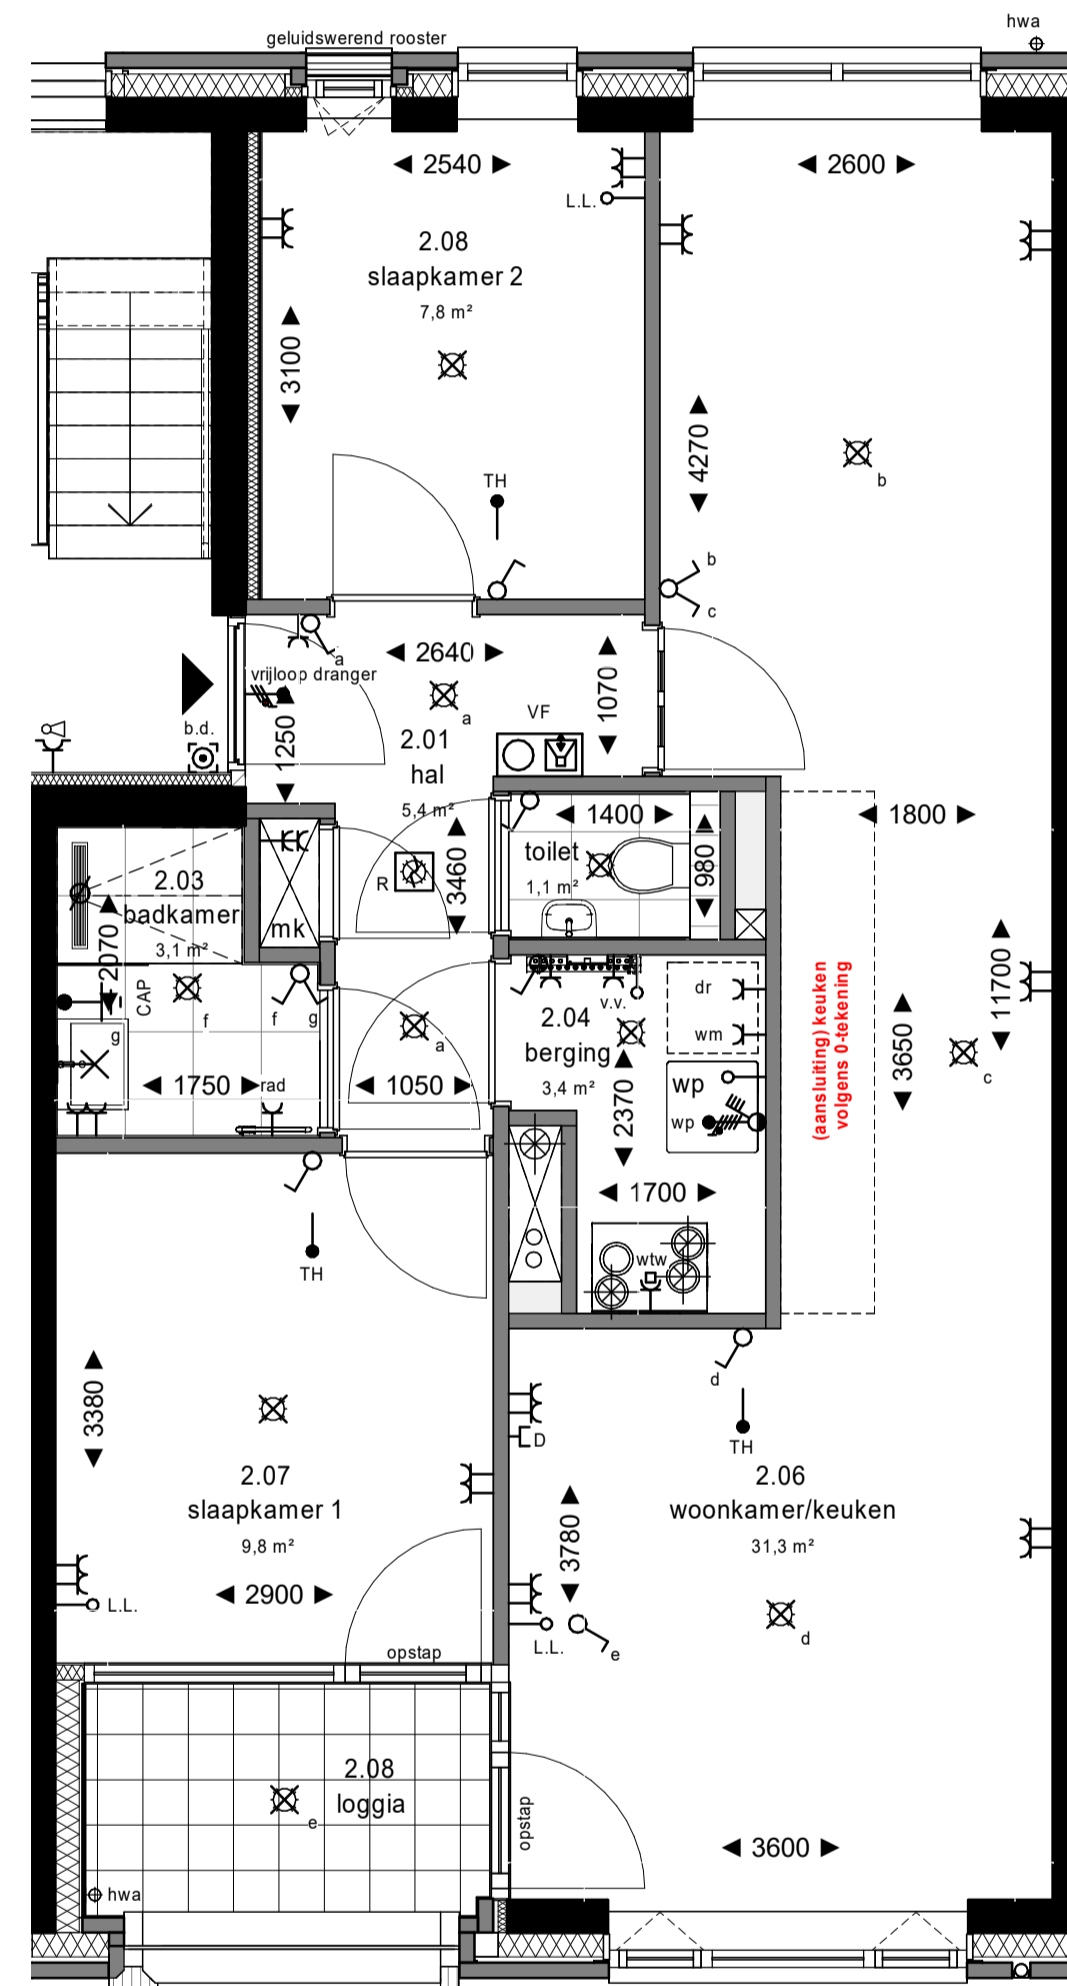 hwa
geluidswerend rooster
2540
2600
L.L.
2.08
slaapkamer 2
7,8 m²
3100
4270
b
TH
b
c
a
2640
vrijloop dranger
a
1070
b.d.
VF
1250
2.01
hal
5,4 m²
1400
1800
toilet
1,1 m²
980
3460
R
2.03
badkamer
3,1 m²
mk
2070
CAP
11700
(aansluiting) keuken
volgens 0-tekening
3650
v.v.
dr
2.04
berging
3,4 m²
wm
f
f
g
g
a
c
1750
rad
1050
wp
wp
2370
1700
wtw
TH
d
3380
D
TH
2.07
slaapkamer 1
9,8 m²
2.06
woonkamer/keuken
31,3 m²
3780
2900
L.L.
L.L.
e
d
opstap
2.08
loggia
e
opstap
3600
hwa